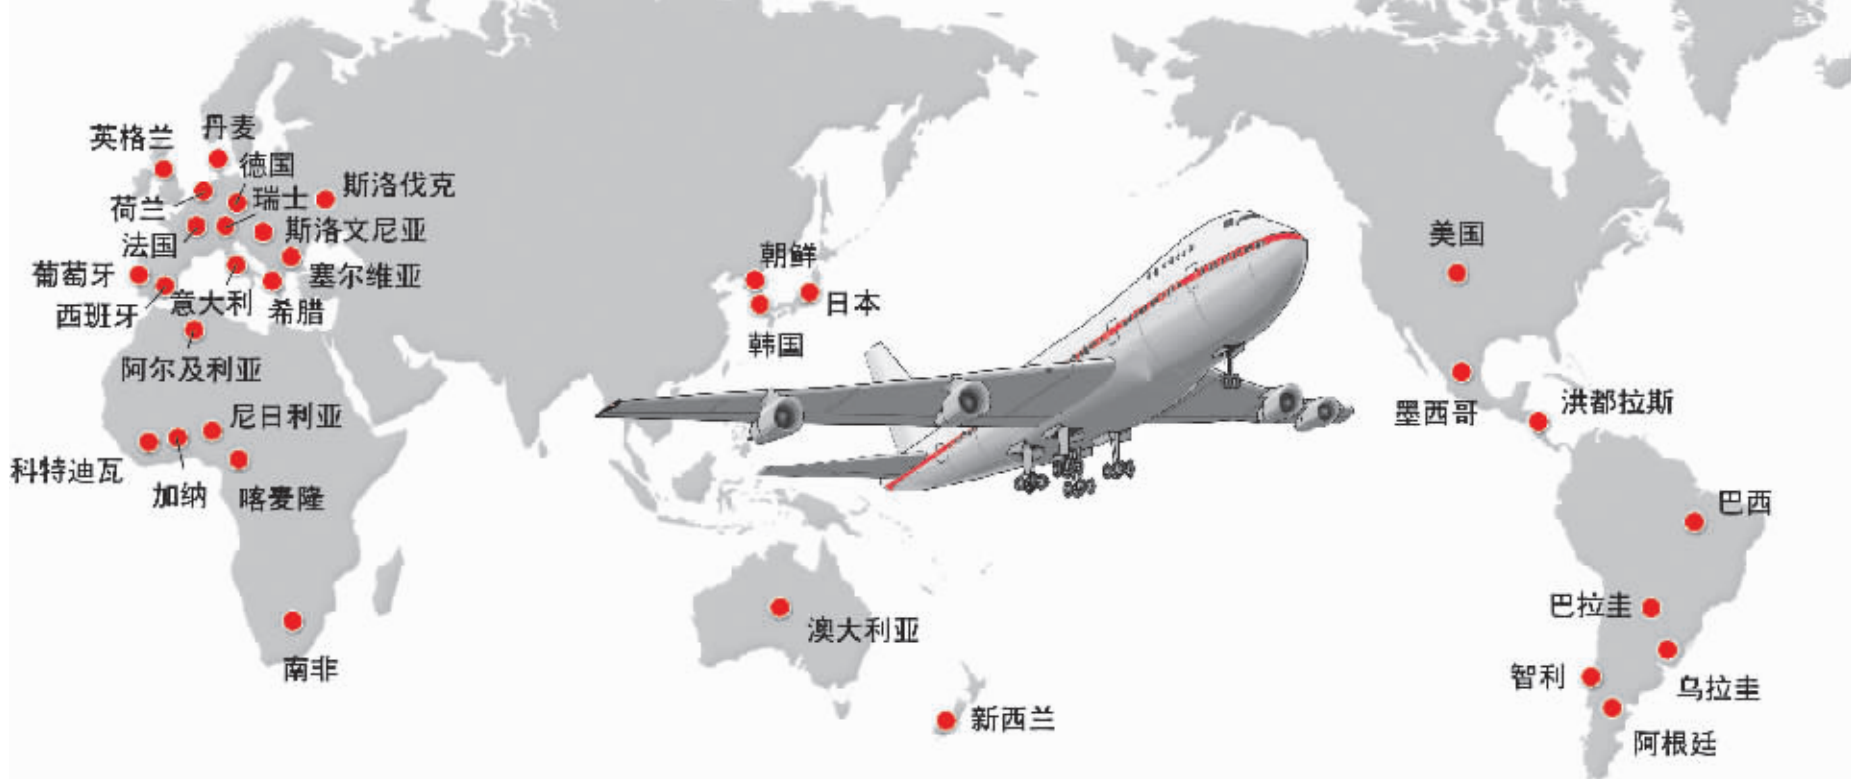 英格兰
丹麦
德国
荷兰
瑞士
斯洛伐克
法国
斯洛文尼亚
葡萄牙
塞尔维亚
西班牙
意大利
希腊
阿尔及利亚
尼日利亚
科特迪瓦
加纳
喀麦隆
南非
朝鲜
日本
韩国
澳大利亚
新西兰
美国
墨西哥
洪都拉斯
巴西
巴拉圭
智利
乌拉圭
阿根廷